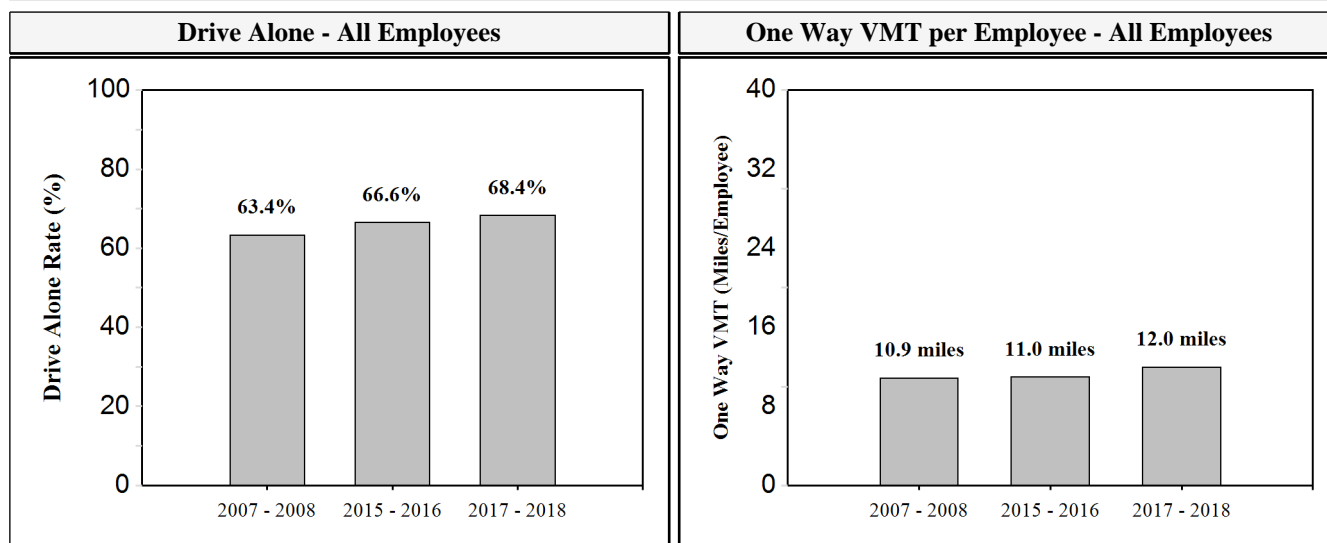 Drive Alone - All Employees
Drive Alone Rate (%)
100
80
60
40
20
0
63.4%
66.6%
68.4%
2007 - 2008
2015 - 2016
2017 - 2018
One Way VMT per Employee - All Employees
One Way VMT (Miles/Employee)
40
32
24
16
8
0
10.9 miles
11.0 miles
12.0 miles
2007 - 2008
2015 - 2016
2017 - 2018